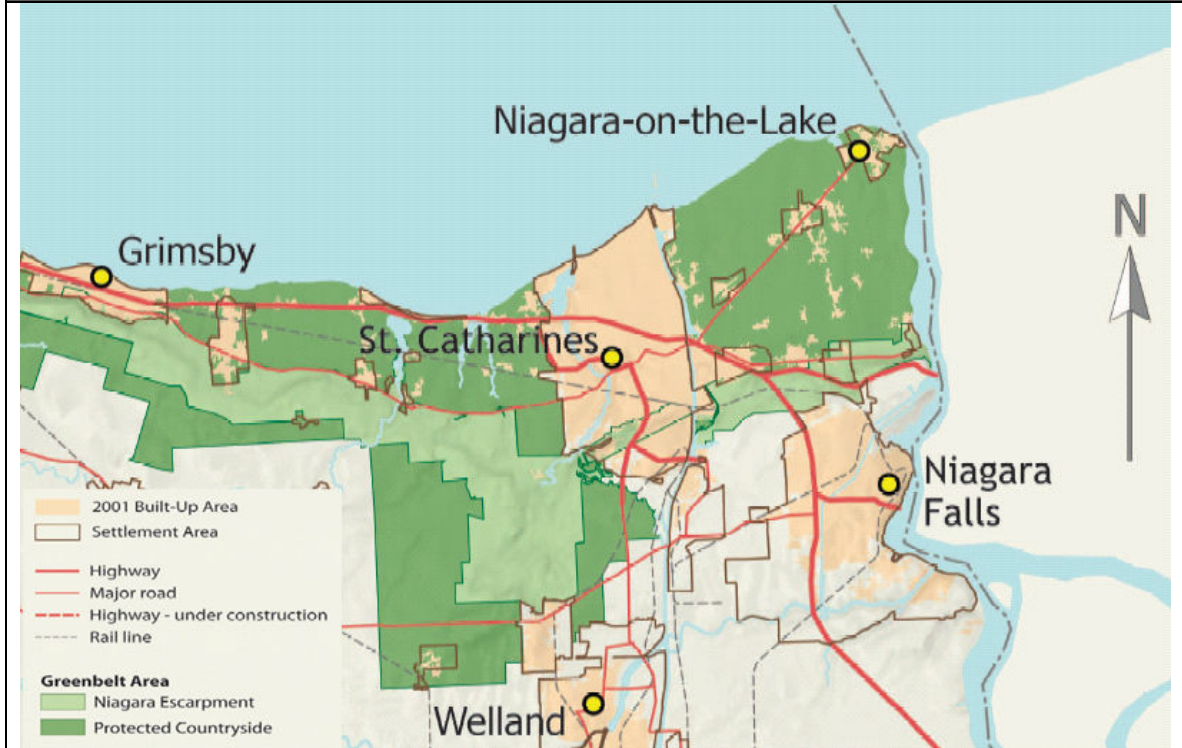 Niagara-on-the-Lake
N
Grimsby
St. Catharines
Niagara
Falls
2001 Built-Up Area
Settlement Area
Highway
Major road
Highway - under construction
Rail line
Greenbelt Area
Niagara Escarpment
Protected Countryside
Welland